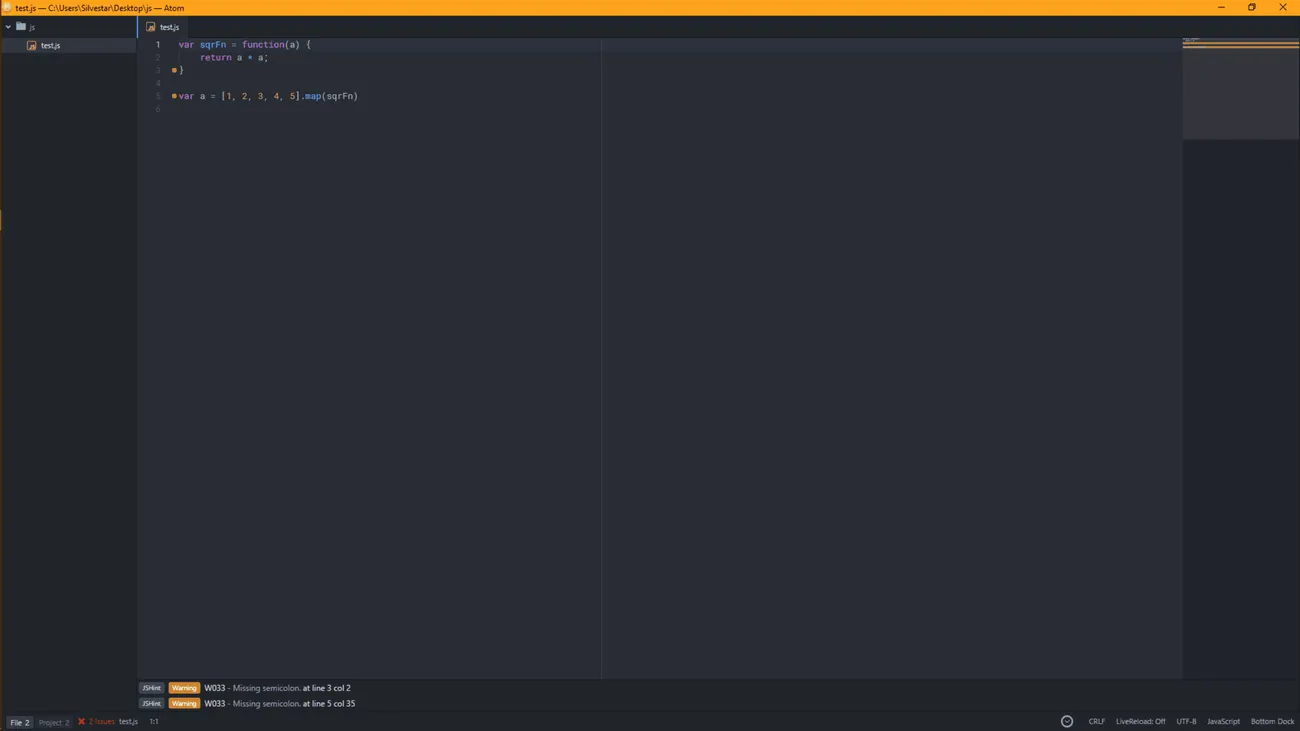 test.js — C:\Users\Silvestar\Desktop\js — Atom
js
test.js
test.js
1 var sqrFn = function(a) {
2 return a * a;
3 }
4
5 var a = [1, 2, 3, 4, 5].map(sqrFn)
6
JSHint Warning W033 - Missing semicolon. at line 3 col 2
JSHint Warning W033 - Missing semicolon. at line 5 col 35
File 2 Project 2 2 Issues test.js 1:1 CRLF LiveReload: Off UTF-8 JavaScript Bottom Dock